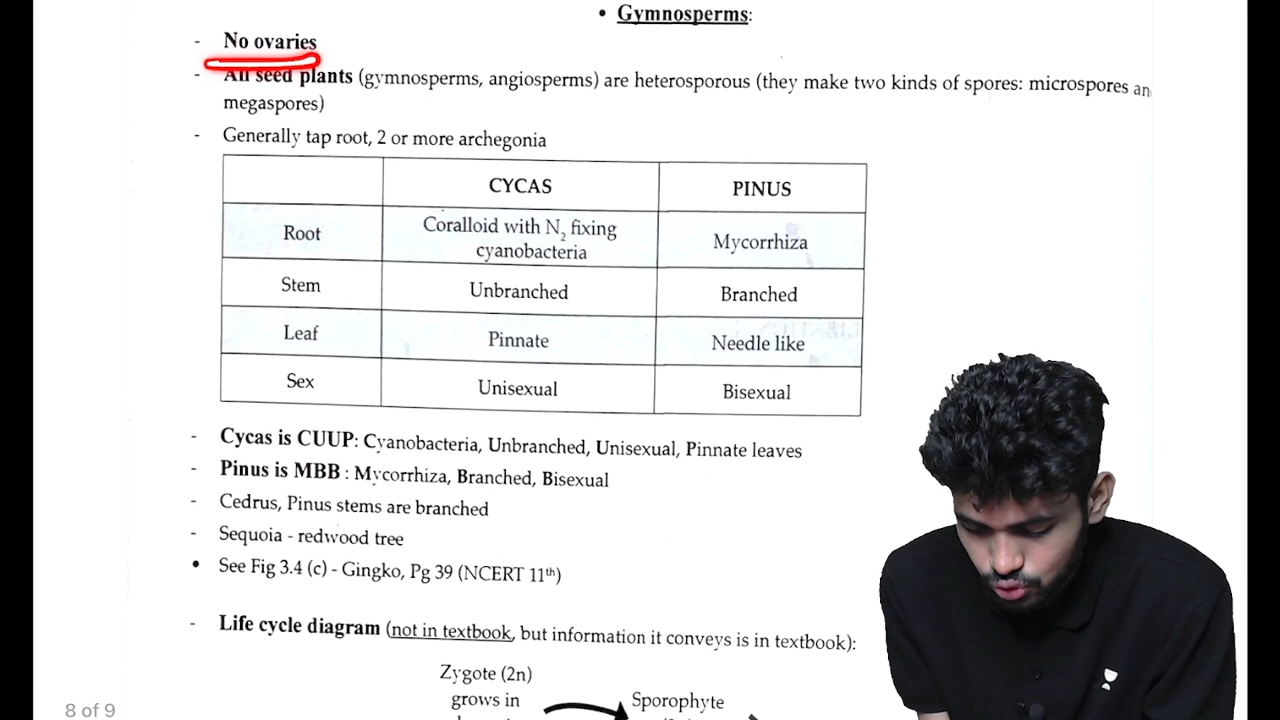 • Gymnosperms:
- No ovaries
- All seed plants (gymnosperms, angiosperms) are heterosporous (they make two kinds of spores: microspores an
megaspores)
- Generally tap root, 2 or more archegonia
CYCAS PINUS
Root Coralloid with N₂ fixing cyanobacteria Mycorrhiza
Stem Unbranched Branched
Leaf Pinnate Needle like
Sex Unisexual Bisexual
- Cycas is CUUP: Cyanobacteria, Unbranched, Unisexual, Pinnate leaves
- Pinus is MBB : Mycorrhiza, Branched, Bisexual
- Cedrus, Pinus stems are branched
- Sequoia - redwood tree
• See Fig 3.4 (c) - Gingko, Pg 39 (NCERT 11th)
- Life cycle diagram (not in textbook, but information it conveys is in textbook):
Zygote (2n)
grows in
Sporophyte
8 of 9